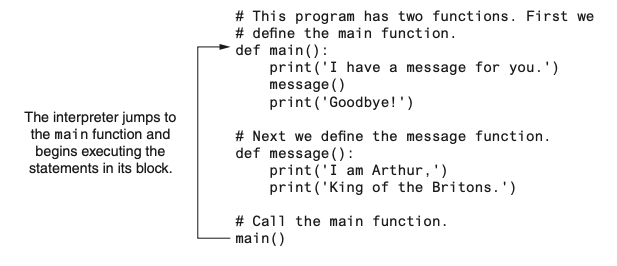 # This program has two functions. First we
# define the main function.
def main():
    print('I have a message for you.')
    message()
    print('Goodbye!')
The interpreter jumps to
the main function and
begins executing the
statements in its block.
# Next we define the message function.
def message():
    print('I am Arthur,')
    print('King of the Britons.')
# Call the main function.
main()